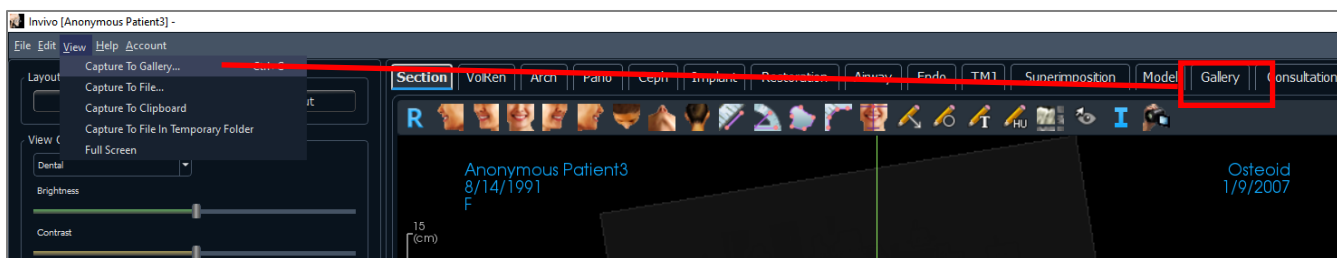 Invivo [Anonymous Patient3] -
File Edit View Help Account
Capture To Gallery...
Capture To File...
Capture To Clipboard
Capture To File In Temporary Folder
Full Screen
Layout
View
Dental
Brightness
Contrast
Section VolRen Arch Pano Ceph Implant Restoration Airway Endo TMJ Superimposition Model Gallery Consultation
R T HU I
Anonymous Patient3
8/14/1991
F
Osteoid
1/9/2007
15
(cm)